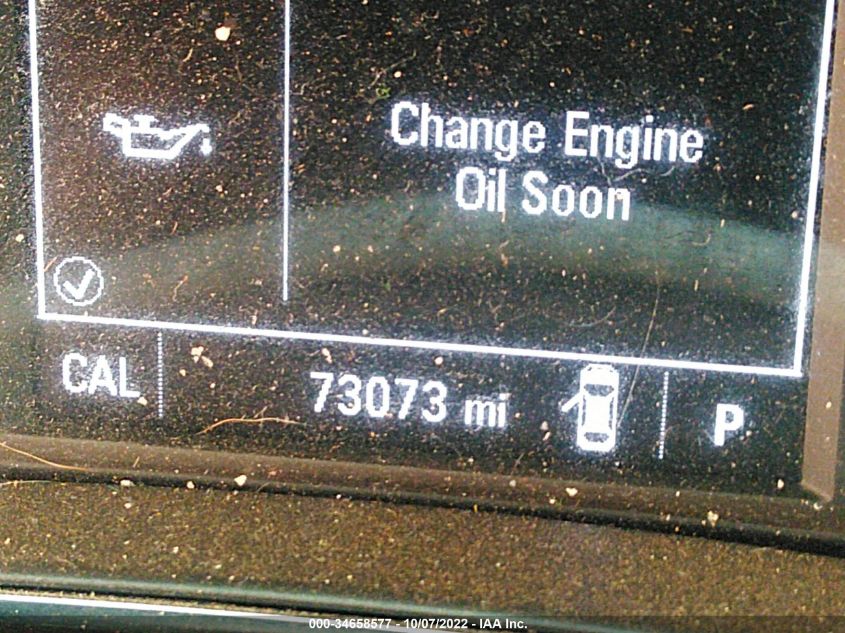 Change Engine
Oil Soon
CAL
73073 mi
P
000-34658577 - 10/07/2022 - IAA Inc.